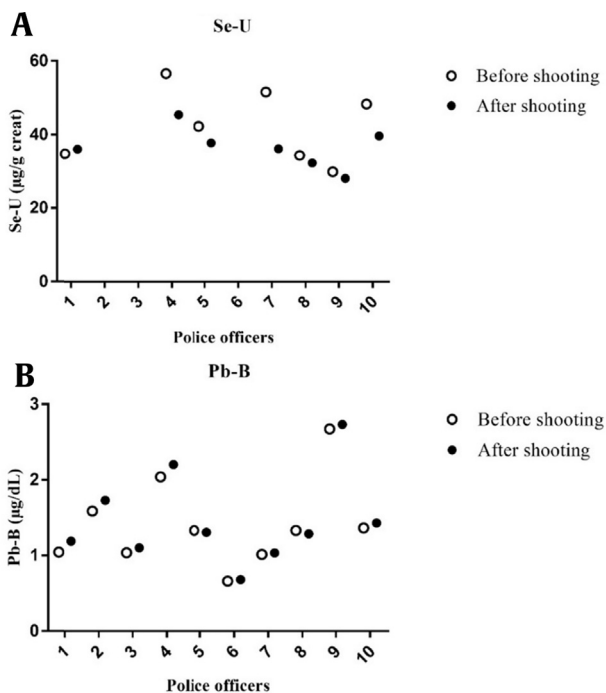 A
Se-U
Se-U (µg/g creat)
60
40
20
0
Before shooting
After shooting
1 2 3 4 5 6 7 8 9 10
Police officers
B
Pb-B
Pb-B (µg/dL)
3
2
1
0
Before shooting
After shooting
1 2 3 4 5 6 7 8 9 10
Police officers